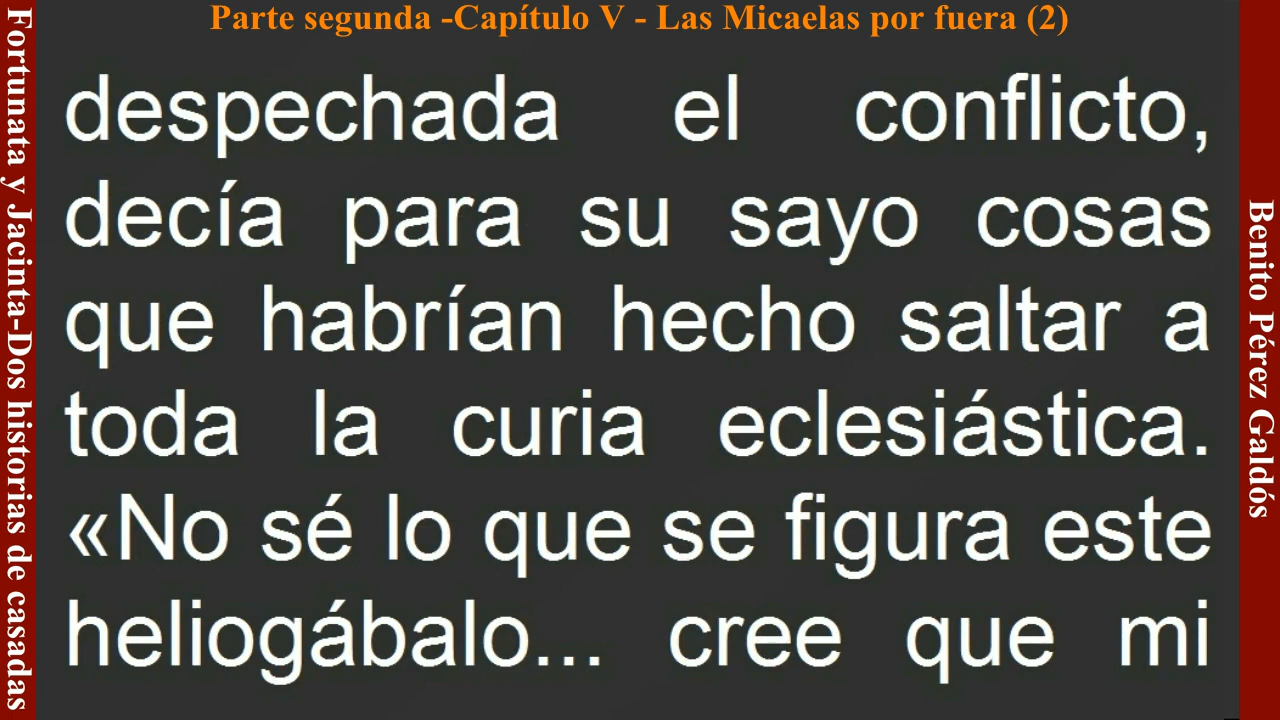 Parte segunda -Capítulo V - Las Micaelas por fuera (2)
Fortunata y Jacinta-Dos historias de casadas
despechada el conflicto,
decía para su sayo cosas
que habrían hecho saltar a
toda la curia eclesiástica.
«No sé lo que se figura este
heliogábalo... cree que mi
Benito Pérez Galdós